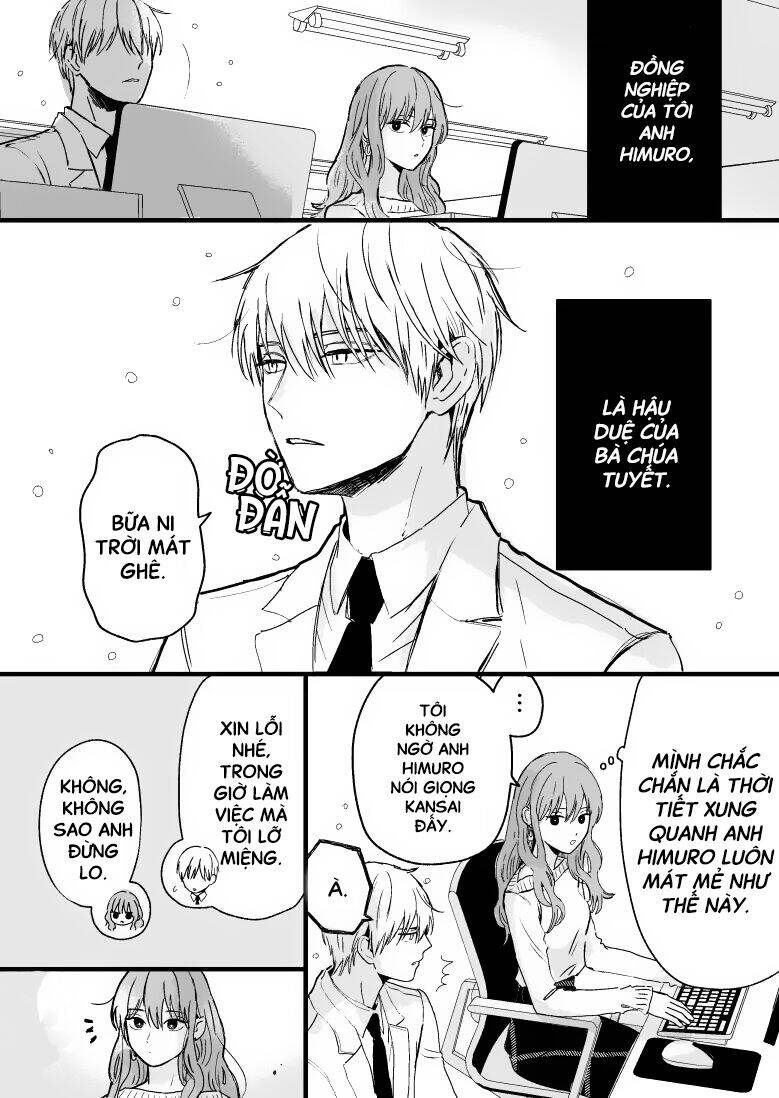 ĐỒNG
NGHIỆP
CỦA TÔI
ANH
HIMURO,
LÀ HẬU
DUỆ CỦA
BÀ CHÚA
TUYẾT.
ĐỜ
ĐẪN
BỮA NI
TRỜI MÁT
GHÊ.
MÌNH CHẮC
CHẮN LÀ THỜI
TIẾT XUNG
QUANH ANH
HIMURO LUÔN
MÁT MẺ NHƯ
THẾ NÀY.
...
TÔI
KHÔNG
NGỜ ANH
HIMURO
NÓI GIỌNG
KANSAI
ĐẤY.
À.
XIN LỖI
NHÉ,
TRONG
GIỜ LÀM
VIỆC MÀ
TÔI LỠ
MIỆNG.
KHÔNG,
KHÔNG
SAO ANH
ĐỪNG
LO.